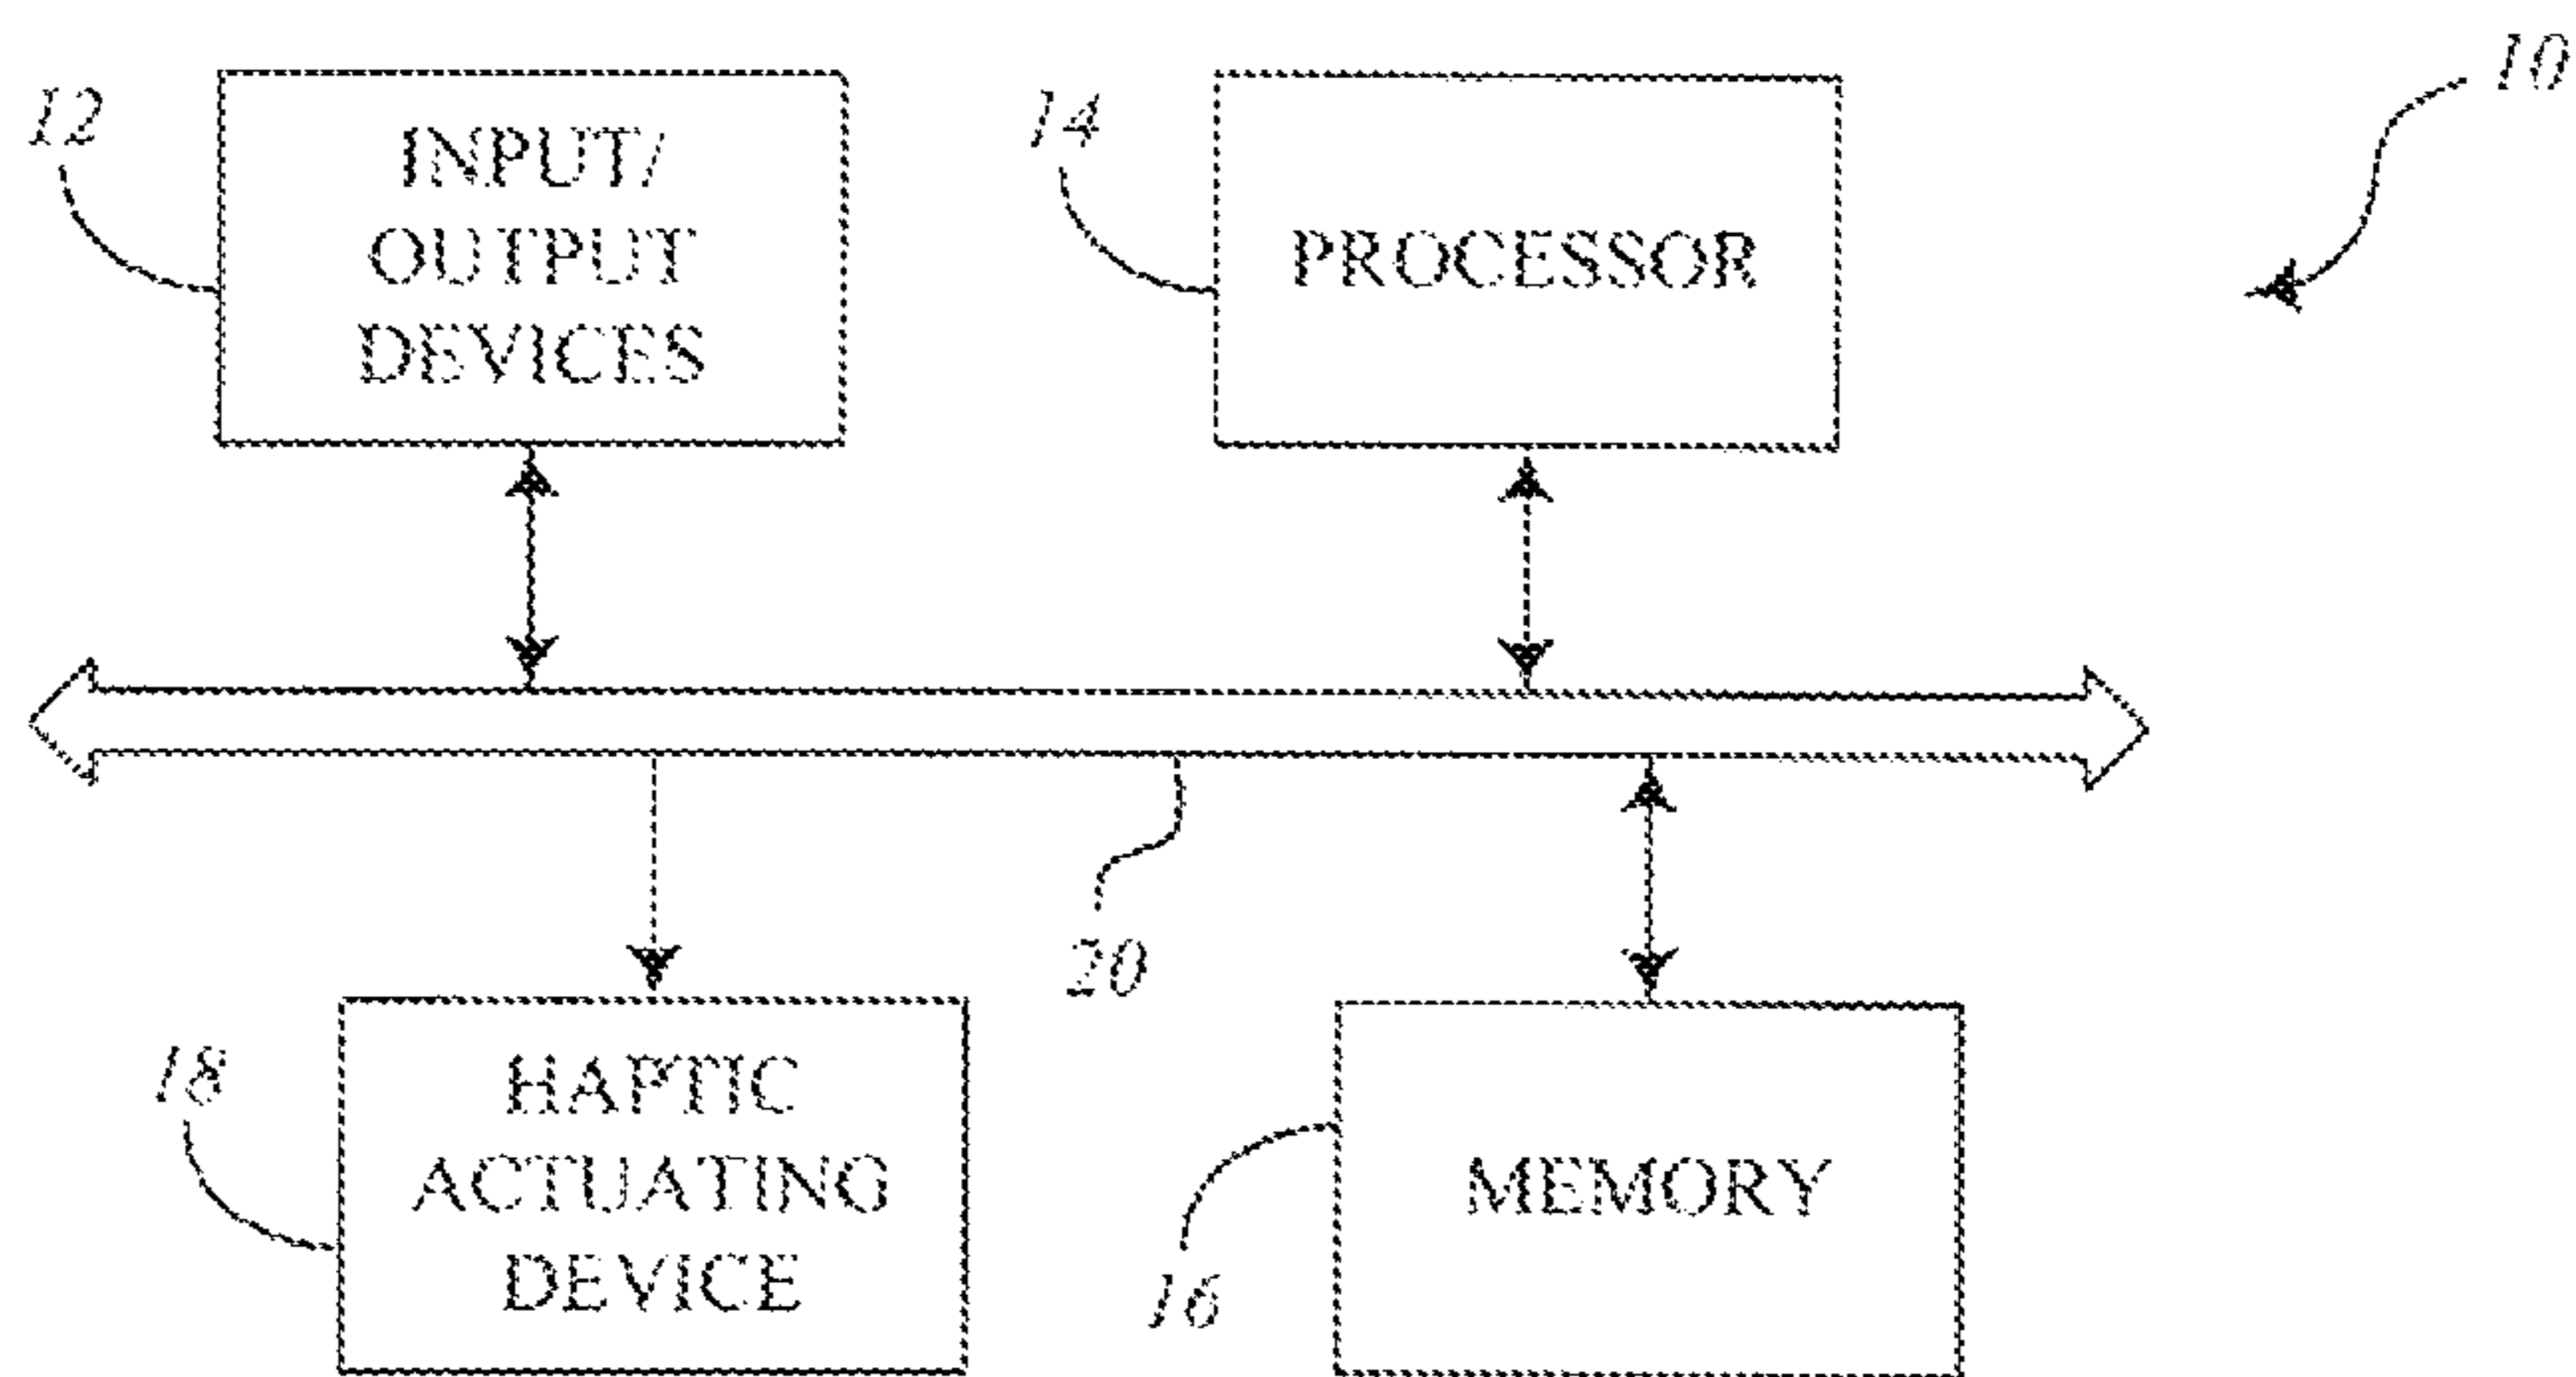 10
12
INPUT/
OUTPUT
DEVICES
14
PROCESSOR
20
18
HAPTIC
ACTUATING
DEVICE
16
MEMORY